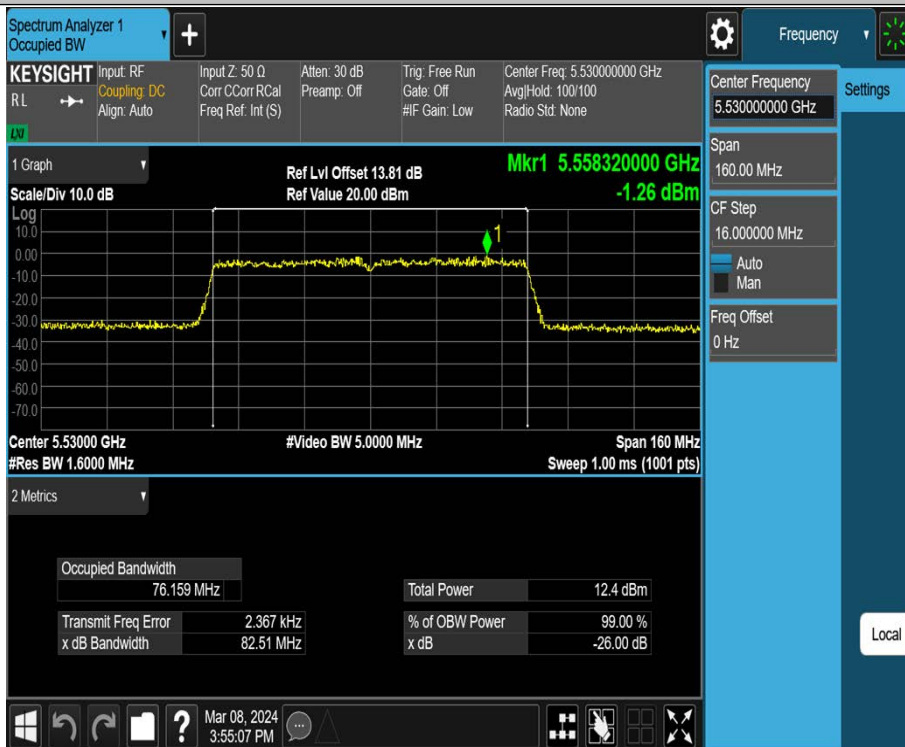 Spectrum Analyzer 1
Occupied BW
+
Frequency
KEYSIGHT
R L
LXI
Input: RF
Coupling: DC
Align: Auto
Input Z: 50 Ω
Corr CCorr RCal
Freq Ref: Int (S)
Atten: 30 dB
Preamp: Off
Trig: Free Run
Gate: Off
#IF Gain: Low
Center Freq: 5.530000000 GHz
Avg|Hold: 100/100
Radio Std: None
Center Frequency
5.530000000 GHz
Settings
Span
160.00 MHz
CF Step
16.000000 MHz
Auto
Man
Freq Offset
0 Hz
Local
1 Graph
Scale/Div 10.0 dB
Ref Lvl Offset 13.81 dB
Ref Value 20.00 dBm
Mkr1 5.558320000 GHz
-1.26 dBm
Log
10.0
0.00
-10.0
-20.0
-30.0
-40.0
-50.0
-60.0
-70.0
1
Center 5.53000 GHz
#Video BW 5.0000 MHz
Span 160 MHz
#Res BW 1.6000 MHz
Sweep 1.00 ms (1001 pts)
2 Metrics
Occupied Bandwidth
76.159 MHz
Total Power 12.4 dBm
Transmit Freq Error 2.367 kHz
% of OBW Power 99.00 %
x dB Bandwidth 82.51 MHz
x dB -26.00 dB
?
Mar 08, 2024
3:55:07 PM